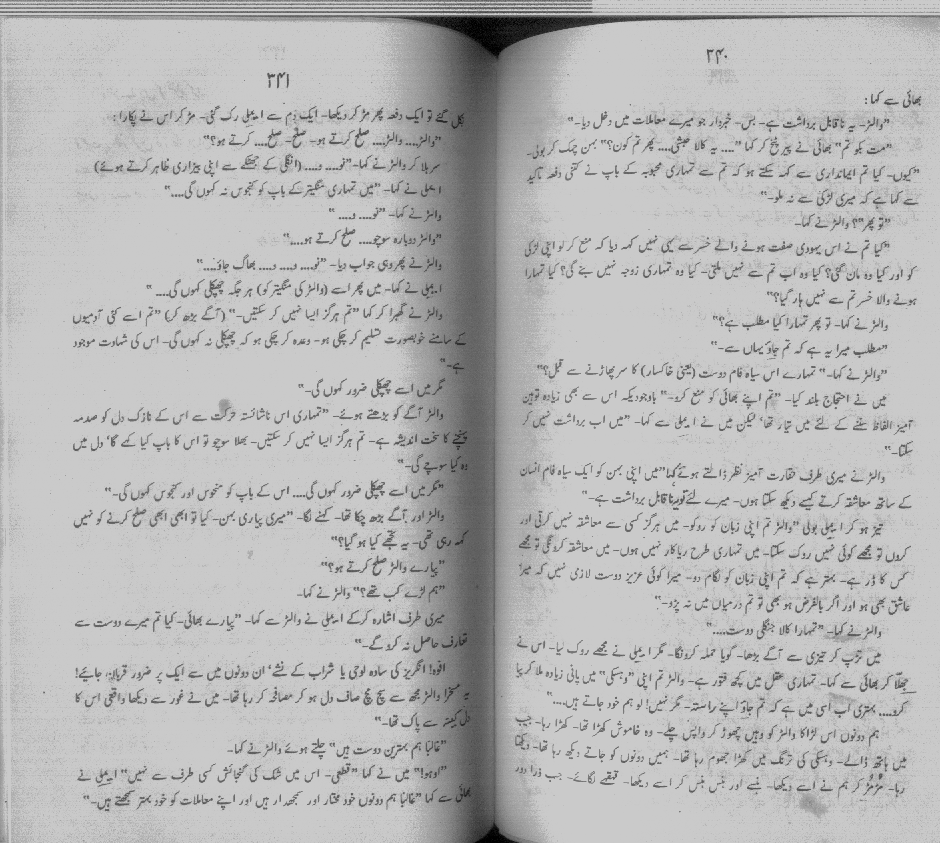 ۳۴۰
بھائی سے کہا:
”والٹر۔ یہ ناقابل برداشت ہے۔ بس۔ خبردار جو میرے معاملات میں دخل دیا۔“
”مت بکو تم“ بھائی نے پیر پٹخ کر کہا ”.... یہ کالا حبشی.... پھر تم کون؟“ بہن چمک کر بولی۔
”کیوں۔ کیا تم ایمانداری سے کہہ سکتے ہو کہ تم سے تمہاری محبوبہ کے باپ نے کتنی دفعہ تاکید
سے کہا ہے کہ میری لڑکی سے نہ ملو۔“
”تو پھر“؟ والٹر نے کہا۔
”کیا تم نے اس یہودی صفت ہونے والے خسر سے یہی نہیں کہہ دیا کہ منع کر لو اپنی لڑکی
کو اور کیا وہ مان گئی؟ کیا وہ اب تم سے نہیں ملتی۔ کیا وہ تمہاری زوجہ نہیں بنے گی؟ کیا تمہارا
ہونے والا خسر تم سے نہیں ہار گیا؟“
والٹر نے کہا۔ تو پھر تمہارا کیا مطلب ہے؟“
”مطلب میرا یہ ہے کہ تم جاؤ یہاں سے۔“
”والٹر نے کہا۔“ تمہارے اس سیاہ فام دوست (یعنی خاکسار) کا سر پھاڑنے سے قبل؟“
میں نے احتجاج بلند کیا۔ ”تم اپنے بھائی کو منع کرو۔“ باوجودیکہ اس سے بھی زیادہ توہین
آمیز الفاظ سننے کے لئے میں تیار تھا‘ لیکن میں نے ایمیلی سے کہا۔ ”میں اب برداشت نہیں کر
سکتا۔“
والٹر نے میری طرف حقارت آمیز نظر ڈالتے ہوئے کہا ”میں اپنی بہن کو ایک سیاہ فام انسان
کے ساتھ معاشقہ کرتے کیسے دیکھ سکتا ہوں۔ میرے لئے تو یہ ناقابل برداشت ہے۔“
تیز ہو کر ایمیلی بولی ”والٹر تم اپنی زبان کو روکو۔ میں ہرگز کسی سے معاشقہ نہیں کرتی اور
کروں تو مجھے کوئی نہیں روک سکتا۔ میں تمہاری طرح ریاکار نہیں ہوں۔ میں معاشقہ کرونگی تو مجھے
کس کا ڈر ہے۔ بہتر ہے کہ تم اپنی زبان کو لگام دو۔ میرا کوئی عزیز دوست لازمی نہیں کہ میرا
عاشق بھی ہو اور اگر بالفرض ہو بھی تو تم درمیاں میں نہ پڑو۔“
والٹر نے کہا۔ ”تمہارا کالا جنگلی دوست....“
میں تڑپ کر تیزی سے آگے بڑھا۔ گویا حملہ کرونگا۔ مگر ایمیلی نے مجھے روک لیا۔ اس نے
جھلّا کر بھائی سے کہا۔ تمہاری عقل میں کچھ فتور ہے۔ والٹر تم اپنی ”وہسکی“ میں پانی زیادہ ملا کر پیا
کرو.... بہتری اب اسی میں ہے کہ تم جاؤ اپنے راستہ۔ مگر نہیں! لو ہم خود جاتے ہیں....“
ہم دونوں اس لڑاکا والٹر کو وہیں چھوڑ کر واپس چلے۔ وہ خاموش کھڑا تھا۔ کھڑا رہا۔ جیب
میں ہاتھ ڈالے۔ وہسکی کی ترنگ میں کھڑا جھوم رہا تھا۔ ہمیں دونوں کو جاتے دیکھ رہا تھا۔ دیکھتا
رہا۔ مڑ مڑ کر ہم نے اسے دیکھا۔ ہنسے اور ہنس ہنس کر اسے دیکھا۔ قہقہے لگائے۔ جب ذرا دور
۳۴۱
نکل گئے تو ایک دفعہ پھر مڑ کر دیکھا۔ ایک دم سے ایمیلی رک گئی۔ مڑ کر اس نے پکارا:
”والٹر.... والٹر.... صلح کرتے ہو۔ صلح۔ صلح.... کرتے ہو؟“
سر ہلا کر والٹر نے کہا۔ ”نو.... و.... (انگلی کے جھٹکے سے اپنی بیزاری ظاہر کرتے ہوئے)
ایمیلی نے کہا۔ ”میں تمہاری منگیتر کے باپ کو کنجوس نہ کہوں گی....“
والٹر نے کہا۔ ”نو.... و.... “
”والٹر دوبارہ سوچو.... صلح کرتے ہو....“
والٹر نے پھر وہی جواب دیا۔ ”نو.... و.... و.... بھاگ جاؤ....“
ایمیلی نے کہا۔ میں پھر اسے (والٹر کی منگیتر کو) ہر جگہ چھپکلی کہوں گی.... “
والٹر نے گھبرا کر کہا ”تم ہرگز ایسا نہیں کر سکتیں۔“ (آگے بڑھ کر) ”تم اسے کئی آدمیوں
کے سامنے خوبصورت تسلیم کر چکی ہو۔ وعدہ کر چکی ہو کہ چھپکلی نہ کہوں گی۔ اس کی شہادت موجود
ہے۔“
مگر میں اسے چھپکلی ضرور کہوں گی۔“
والٹر آگے کو بڑھتے ہوئے۔ ”تمہاری اس ناشائستہ حرکت سے اس کے نازک دل کو صدمہ
پہنچنے کا سخت اندیشہ ہے۔ تم ہرگز ایسا نہیں کر سکتیں۔ بھلا سوچو تو اس کا باپ کیا کہے گا‘ دل میں
وہ کیا سوچے گی۔“
”مگر میں اسے چھپکلی ضرور کہوں گی.... اس کے باپ کو منحوس اور کنجوس کہوں گی۔“
والٹر اور آگے بڑھ چکا تھا۔ کہنے لگا۔ ”میری پیاری بہن۔ کیا تو ابھی ابھی صلح کرنے کو نہیں
کہہ رہی تھی۔ یہ تجھے کیا ہو گیا؟“
”پیارے والٹر صلح کرتے ہو؟“
”ہم لڑے کب تھے؟“ والٹر نے کہا۔
میری طرف اشارہ کر کے ایمیلی نے والٹر سے کہا۔ ”پیارے بھائی۔ کیا تم میرے دوست سے
تعارف حاصل نہ کرو گے۔“
افوہ! انگریز کی سادہ لوحی یا شراب کے نشے‘ ان دونوں میں سے ایک پر ضرور قربان جائیے!
یہ مسخرا والٹر مجھ سے سچ مچ صاف دل ہو کر مصافحہ کر رہا تھا۔ میں نے غور سے دیکھا واقعی اس کا
دل کینہ سے پاک تھا۔“
”غالبا ہم بہترین دوست ہیں“ چلتے ہوئے والٹر نے کہا۔
”اوہو!“ میں نے کہا ”قطعی۔ اس میں شک کی گنجائش کسی طرف سے نہیں“ ایمیلی نے
بھائی سے کہا ”غالبا ہم دونوں خود مختار اور سمجھدار ہیں اور اپنے معاملات کو خود بہتر سمجھتے ہیں۔“